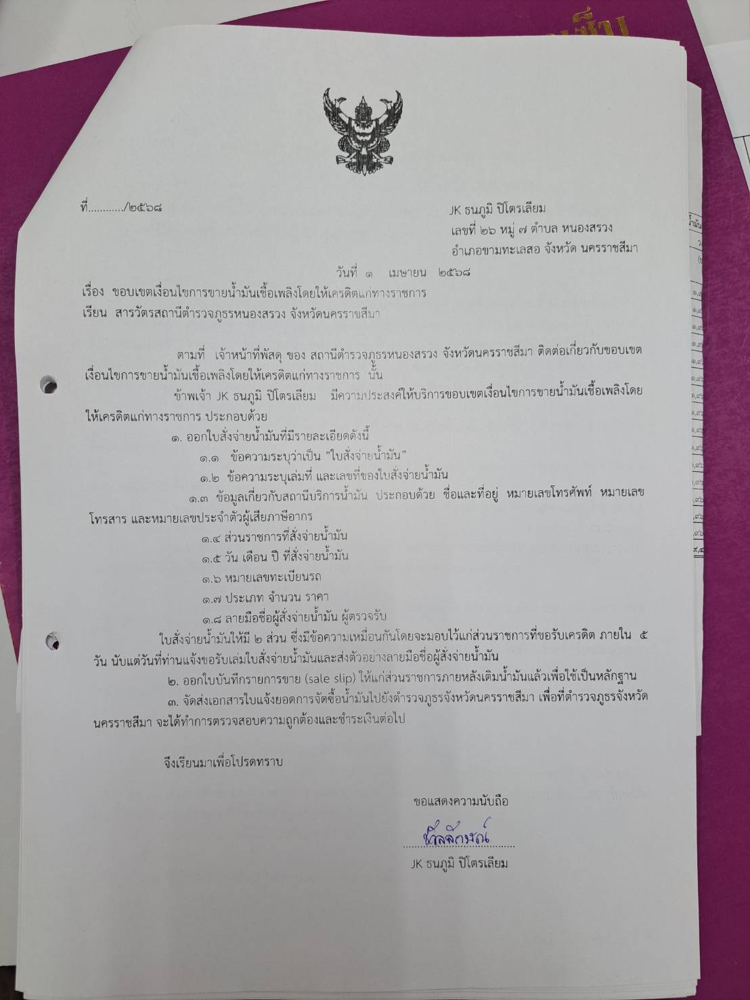 ที่............/๒๕๖๘
JK ธนภูมิ ปิโตรเลียม
เลขที่ ๒๖ หมู่ ๗ ตำบล หนองสรวง
อำเภอขามทะเลสอ จังหวัด นครราชสีมา
วันที่ ๑ เมษายน ๒๕๖๘
เรื่อง ขอบเขตเงื่อนไขการขายน้ำมันเชื้อเพลิงโดยให้เครดิตแก่ทางราชการ
เรียน สารวัตรสถานีตำรวจภูธรหนองสรวง จังหวัดนครราชสีมา
ตามที่ เจ้าหน้าที่พัสดุ ของ สถานีตำรวจภูธรหนองสรวง จังหวัดนครราชสีมา ติดต่อเกี่ยวกับขอบเขต
เงื่อนไขการขายน้ำมันเชื้อเพลิงโดยให้เครดิตแก่ทางราชการ นั้น
ข้าพเจ้า JK ธนภูมิ ปิโตรเลียม มีความประสงค์ให้บริการขอบเขตเงื่อนไขการขายน้ำมันเชื้อเพลิงโดย
ให้เครดิตแก่ทางราชการ ประกอบด้วย
๑. ออกใบสั่งจ่ายน้ำมันที่มีรายละเอียดดังนี้
๑.๑ ข้อความระบุว่าเป็น "ใบสั่งจ่ายน้ำมัน"
๑.๒ ข้อความระบุเล่มที่ และเลขที่ของใบสั่งจ่ายน้ำมัน
๑.๓ ข้อมูลเกี่ยวกับสถานีบริการน้ำมัน ประกอบด้วย ชื่อและที่อยู่ หมายเลขโทรศัพท์ หมายเลข
โทรสาร และหมายเลขประจำตัวผู้เสียภาษีอากร
๑.๔ ส่วนราชการที่สั่งจ่ายน้ำมัน
๑.๕ วัน เดือน ปี ที่สั่งจ่ายน้ำมัน
๑.๖ หมายเลขทะเบียนรถ
๑.๗ ประเภท จำนวน ราคา
๑.๘ ลายมือชื่อผู้สั่งจ่ายน้ำมัน ผู้ตรวจรับ
ใบสั่งจ่ายน้ำมันให้มี ๒ ส่วน ซึ่งมีข้อความเหมือนกันโดยจะมอบไว้แก่ส่วนราชการที่ขอรับเครดิต ภายใน ๕
วัน นับแต่วันที่ท่านแจ้งขอรับเล่มใบสั่งจ่ายน้ำมันและส่งตัวอย่างลายมือชื่อผู้สั่งจ่ายน้ำมัน
๒. ออกใบบันทึกรายการขาย (sale slip) ให้แก่ส่วนราชการภายหลังเติมน้ำมันแล้วเพื่อใช้เป็นหลักฐาน
๓. จัดส่งเอกสารใบแจ้งยอดการจัดซื้อน้ำมันไปยังตำรวจภูธรจังหวัดนครราชสีมา เพื่อที่ตำรวจภูธรจังหวัด
นครราชสีมา จะได้ทำการตรวจสอบความถูกต้องและชำระเงินต่อไป
จึงเรียนมาเพื่อโปรดทราบ
ขอแสดงความนับถือ
JK ธนภูมิ ปิโตรเลียม